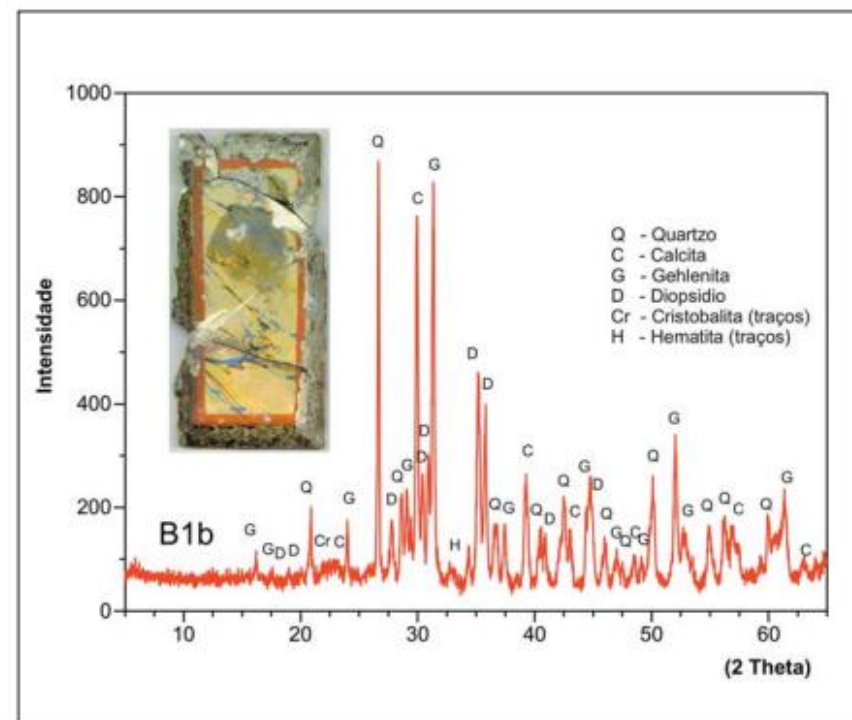 1000
800
600
400
200
0
Intensidade
10
20
30
40
50
60
(2 Theta)
B1b
Q - Quartzo
C - Calcita
G - Gehlenita
D - Diopsidio
Cr - Cristobalita (traços)
H - Hematita (traços)
G
G
D
D
Q
Cr
C
G
Q
D
Q
G
C
D
D
G
H
D
D
Q
G
C
Q
D
Q
C
G
D
Q
G
Q
C
G
Q
G
G
Q
Q
C
Q
G
C